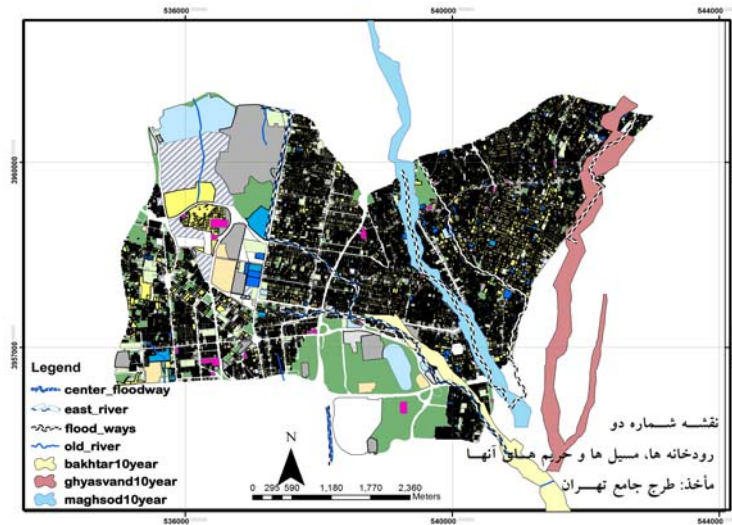 536000
540000
544000
3960000
3960000
3957000
3957000
Legend
center_floodway
east_river
flood_ways
old_river
bakhtar10year
ghyasvand10year
maghsod10year
N
0 295 590 1,180 1,770 2,360
Meters
نقشه شماره دو
رودخانه ها، مسیل ها و حریم های آنها
مأخذ: طرح جامع تهران
536000
540000
544000